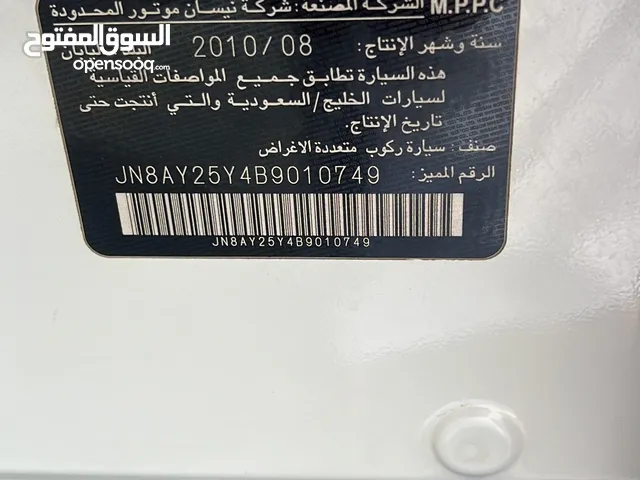 M.P.P.C الشركة المصنعة: شركة نيسان موتور المحدودة
سنة وشهر الإنتاج: 2010/08
هذه السيارة تطابق جميع المواصفات القياسية
لسيارات الخليج/السعودية والتي أنتجت حتى
تاريخ الإنتاج.
صنف: سيارة ركوب متعددة الاغراض
الرقم المميز: JN8AY25Y4B9010749
JN8AY25Y4B9010749
السوق المفتوح
opensooq.com